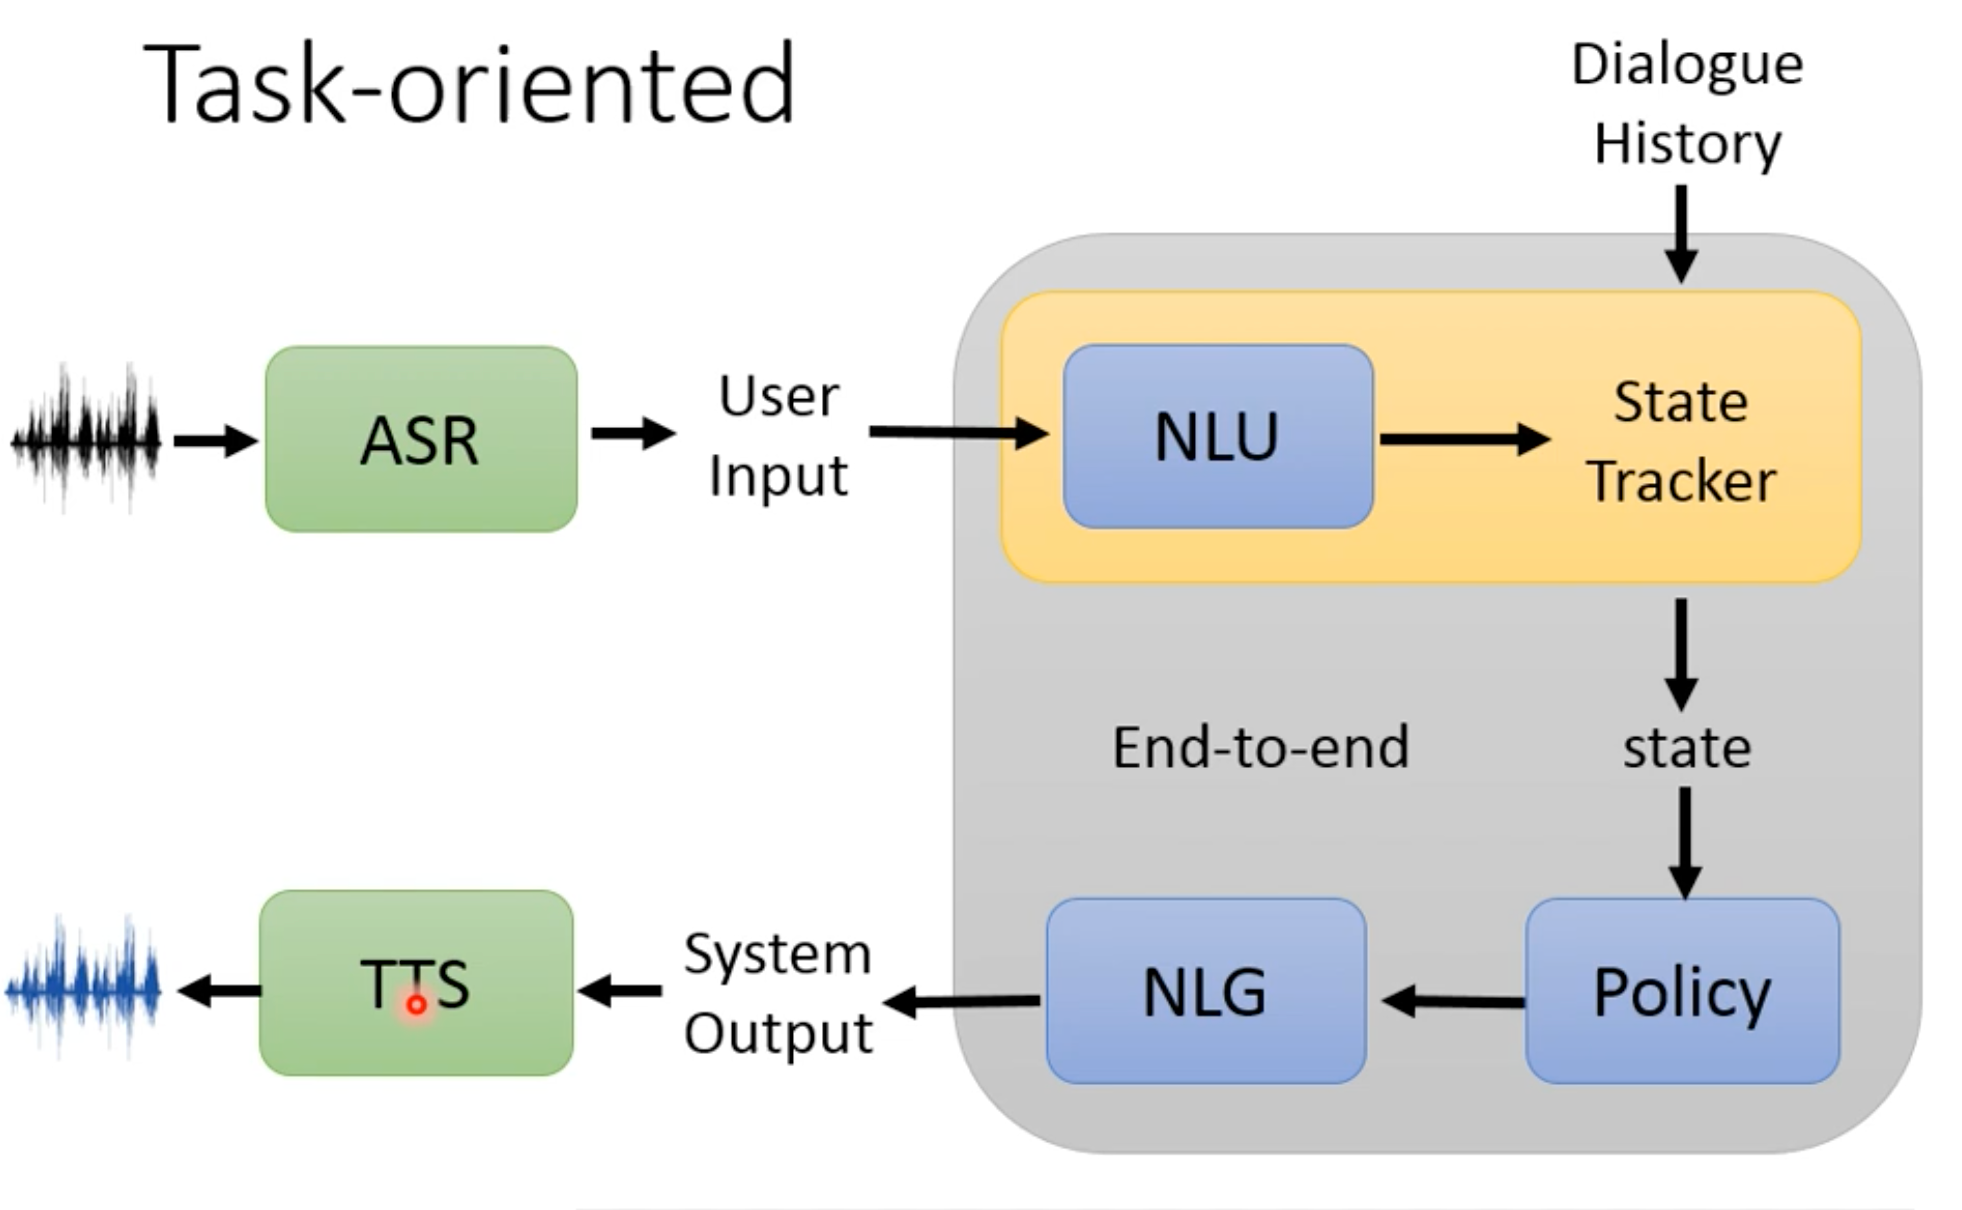 Task-oriented
Dialogue
History
ASR
User
Input
NLU
State
Tracker
End-to-end
state
TTS
System
Output
NLG
Policy